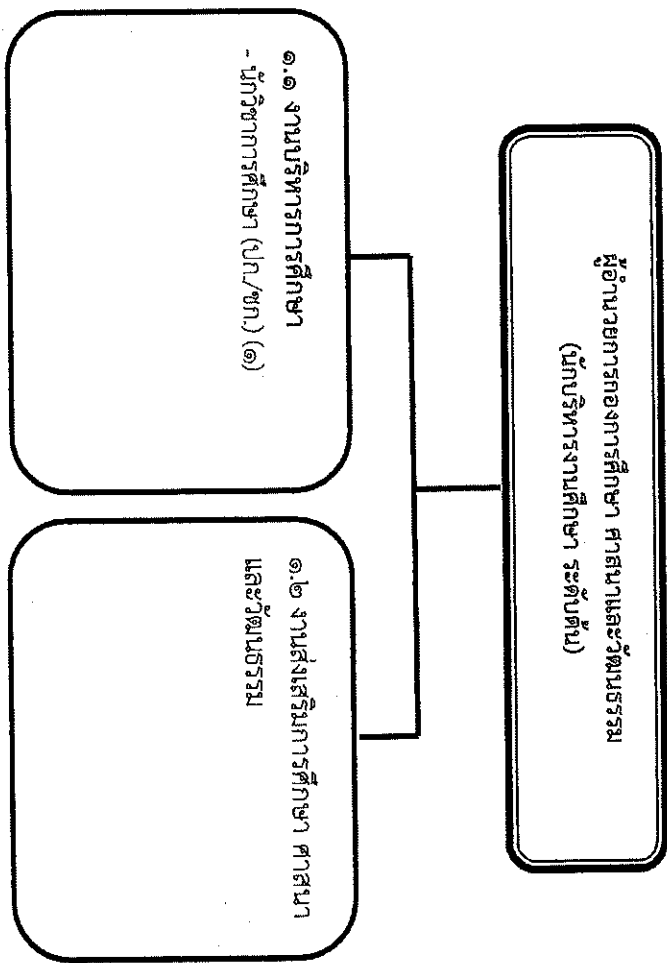 ผู้อำนวยการกองการศึกษา ศาสนาและวัฒนธรรม
(นักบริหารงานศึกษา ระดับต้น)
๑.๑ งานบริหารการศึกษา
- นักวิชาการศึกษา (ปก./ชก.) (๑)
๑.๒ งานส่งเสริมการศึกษา ศาสนา
และวัฒนธรรม